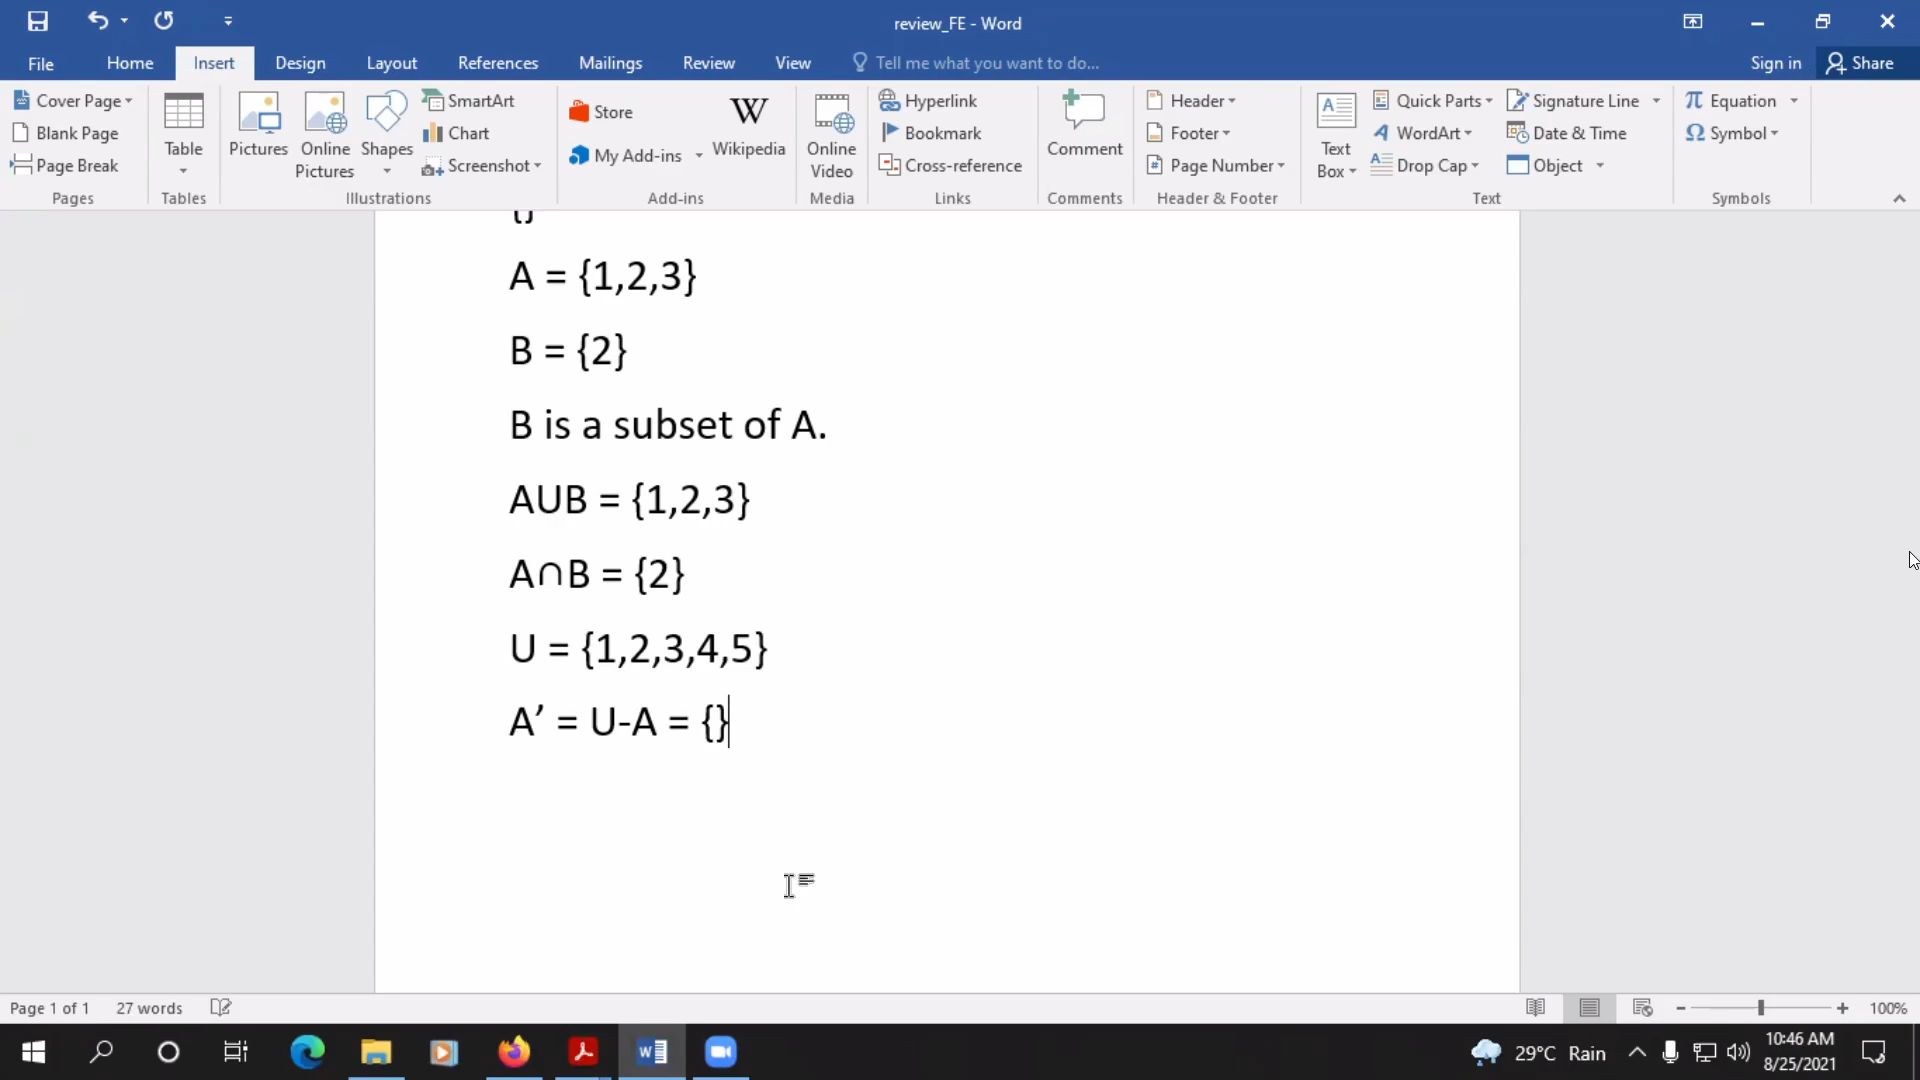 review_FE - Word
File Home Insert Design Layout References Mailings Review View Tell me what you want to do... Sign in Share
Cover Page
Blank Page
Page Break
Pages
Table
Tables
Pictures
Online Pictures
Shapes
SmartArt
Chart
Screenshot
Illustrations
Store
My Add-ins
Wikipedia
Add-ins
Online Video
Media
Hyperlink
Bookmark
Cross-reference
Links
Comment
Comments
Header
Footer
Page Number
Header & Footer
Text Box
Quick Parts
WordArt
Drop Cap
Signature Line
Date & Time
Object
Text
Equation
Symbol
Symbols
{}
A = {1,2,3}
B = {2}
B is a subset of A.
AUB = {1,2,3}
A∩B = {2}
U = {1,2,3,4,5}
A’ = U-A = {}
Page 1 of 1 27 words 100%
29°C Rain
10:46 AM
8/25/2021